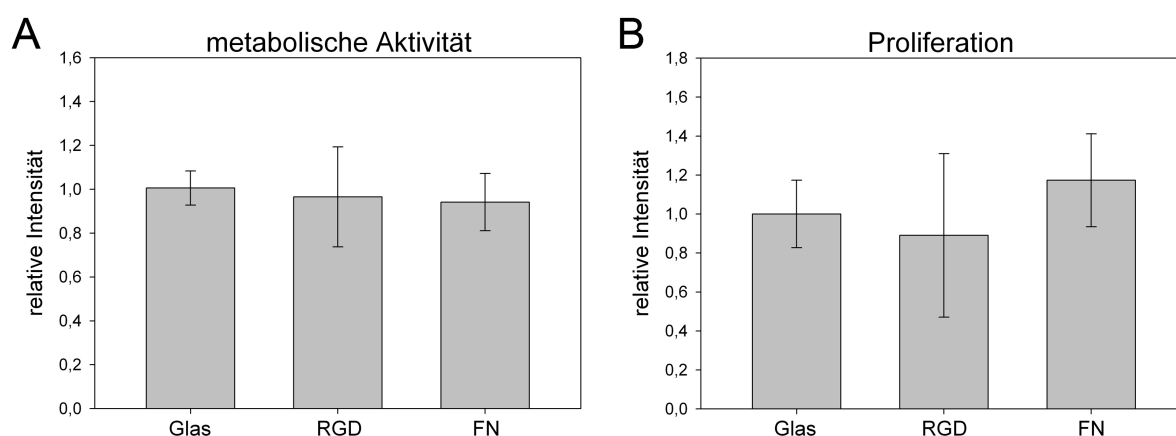 A
metabolische Aktivität
relative Intensität
1,6
1,4
1,2
1,0
0,8
0,6
0,4
0,2
0,0
Glas RGD FN
B
Proliferation
relative Intensität
1,8
1,6
1,4
1,2
1,0
0,8
0,6
0,4
0,2
0,0
Glas RGD FN